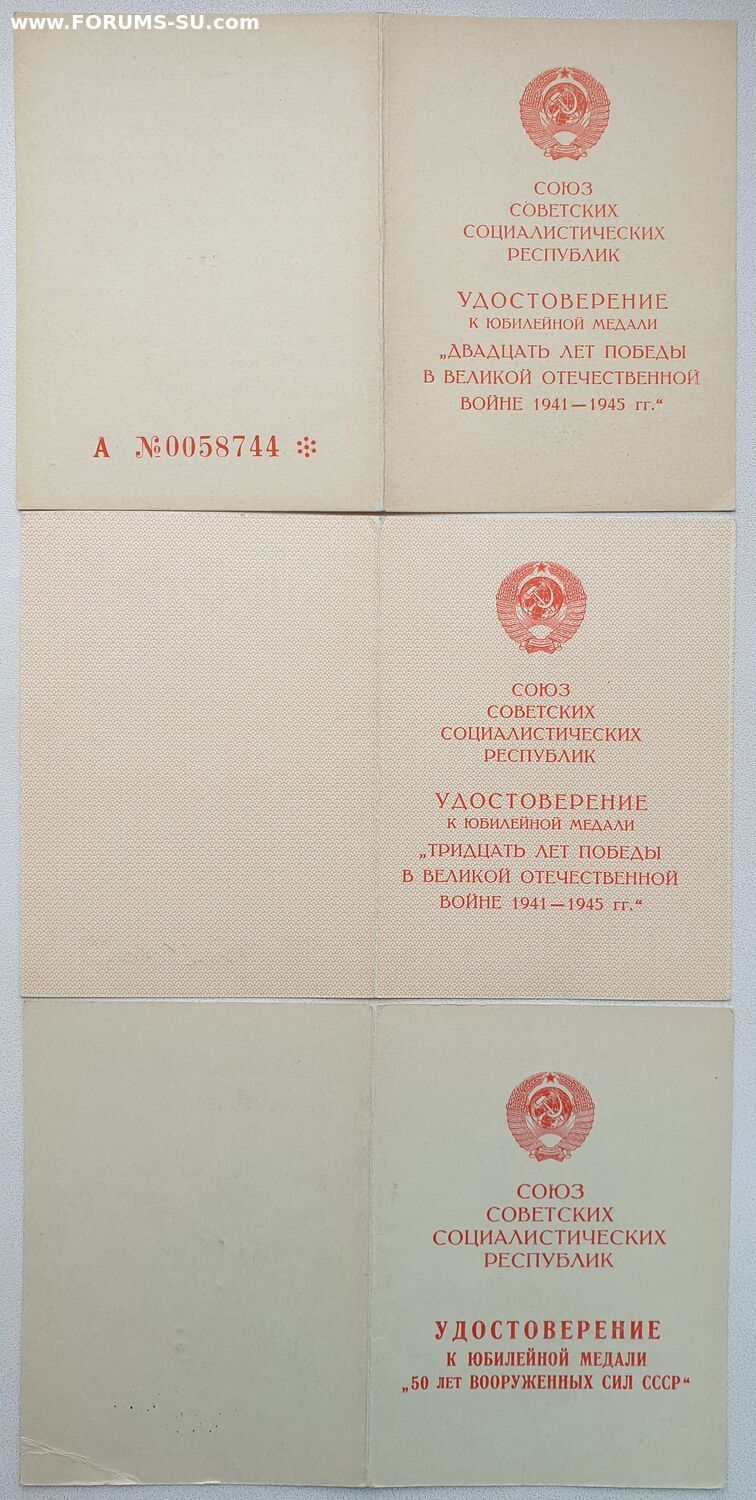 www.FORUMS-SU.com
СОЮЗ
СОВЕТСКИХ
СОЦИАЛИСТИЧЕСКИХ
РЕСПУБЛИК
УДОСТОВЕРЕНИЕ
К ЮБИЛЕЙНОЙ МЕДАЛИ
„ДВАДЦАТЬ ЛЕТ ПОБЕДЫ
В ВЕЛИКОЙ ОТЕЧЕСТВЕННОЙ
ВОЙНЕ 1941—1945 гг.“
А №0058744
СОЮЗ
СОВЕТСКИХ
СОЦИАЛИСТИЧЕСКИХ
РЕСПУБЛИК
УДОСТОВЕРЕНИЕ
К ЮБИЛЕЙНОЙ МЕДАЛИ
„ТРИДЦАТЬ ЛЕТ ПОБЕДЫ
В ВЕЛИКОЙ ОТЕЧЕСТВЕННОЙ
ВОЙНЕ 1941—1945 гг.“
СОЮЗ
СОВЕТСКИХ
СОЦИАЛИСТИЧЕСКИХ
РЕСПУБЛИК
УДОСТОВЕРЕНИЕ
К ЮБИЛЕЙНОЙ МЕДАЛИ
„50 ЛЕТ ВООРУЖЕННЫХ СИЛ СССР“